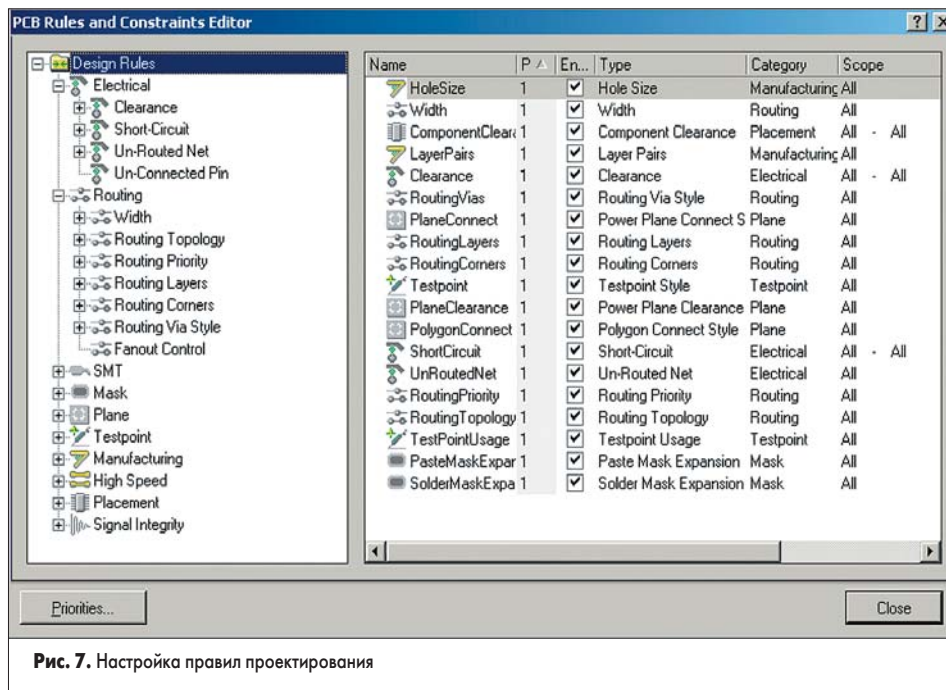 PCB Rules and Constraints Editor
Design Rules
Electrical
Clearance
Short-Circuit
Un-Routed Net
Un-Connected Pin
Routing
Width
Routing Topology
Routing Priority
Routing Layers
Routing Corners
Routing Via Style
Fanout Control
SMT
Mask
Plane
Testpoint
Manufacturing
High Speed
Placement
Signal Integrity
Name P En... Type Category Scope
HoleSize 1 Hole Size Manufacturing All
Width 1 Width Routing All
ComponentCleara 1 Component Clearance Placement All - All
LayerPairs 1 Layer Pairs Manufacturing All
Clearance 1 Clearance Electrical All - All
RoutingVias 1 Routing Via Style Routing All
PlaneConnect 1 Power Plane Connect S Plane All
RoutingLayers 1 Routing Layers Routing All
RoutingCorners 1 Routing Corners Routing All
Testpoint 1 Testpoint Style Testpoint All
PlaneClearance 1 Power Plane Clearance Plane All
PolygonConnect 1 Polygon Connect Style Plane All
ShortCircuit 1 Short-Circuit Electrical All - All
UnRoutedNet 1 Un-Routed Net Electrical All
RoutingPriority 1 Routing Priority Routing All
RoutingTopology 1 Routing Topology Routing All
TestPointUsage 1 Testpoint Usage Testpoint All
PasteMaskExpar 1 Paste Mask Expansion Mask All
SolderMaskExpa 1 Solder Mask Expansion Mask All
Priorities...
Close
Рис. 7. Настройка правил проектирования